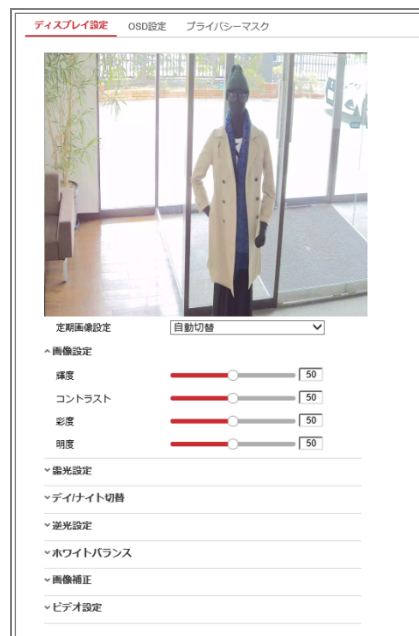 ディスプレイ設定 OSD設定 プライバシーマスク
定期画像設定 自動切替
画像設定
輝度 50
コントラスト 50
彩度 50
明度 50
露光設定
デイ/ナイト切替
逆光設定
ホワイトバランス
画像補正
ビデオ設定